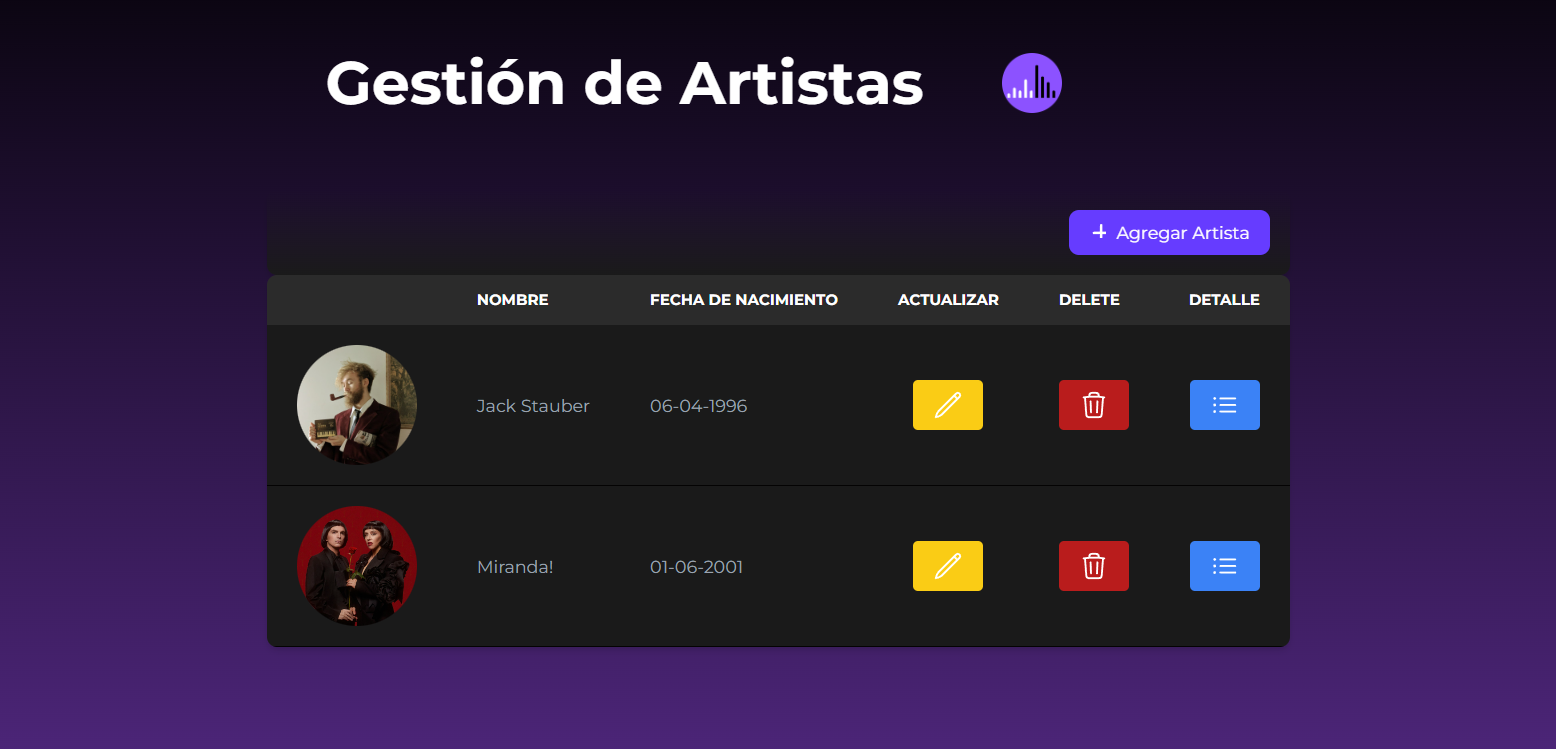 Gestión de Artistas
+ Agregar Artista
NOMBRE FECHA DE NACIMIENTO ACTUALIZAR DELETE DETALLE
Jack Stauber 06-04-1996
Miranda! 01-06-2001